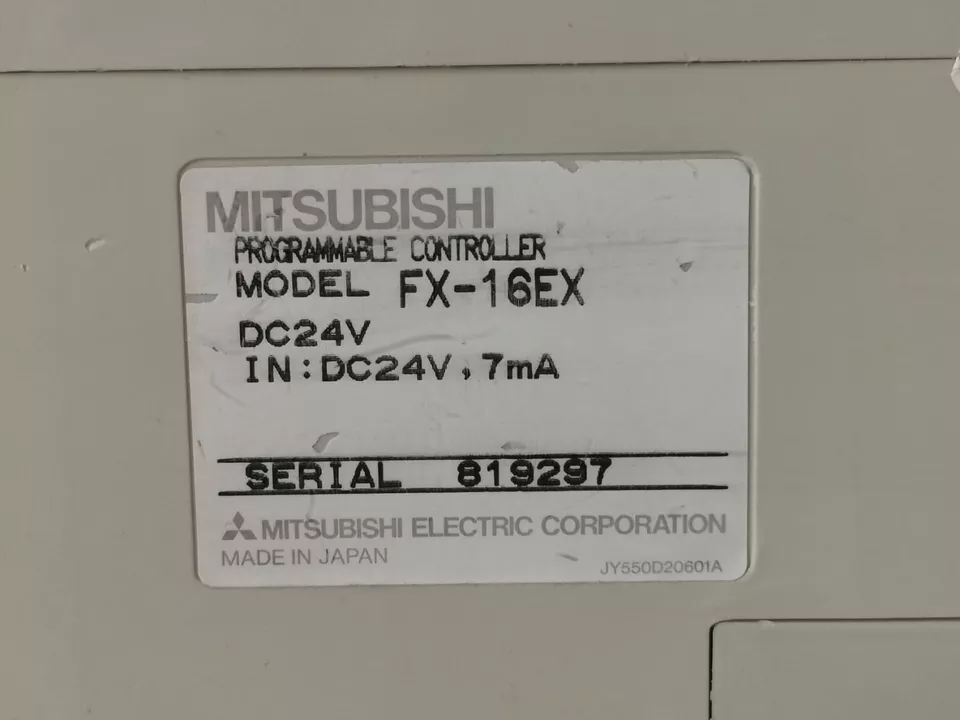 MITSUBISHI
PROGRAMMABLE CONTROLLER
MODEL FX-16EX
DC24V
IN:DC24V, 7mA
SERIAL 819297
MITSUBISHI ELECTRIC CORPORATION
MADE IN JAPAN
JY550D20601A